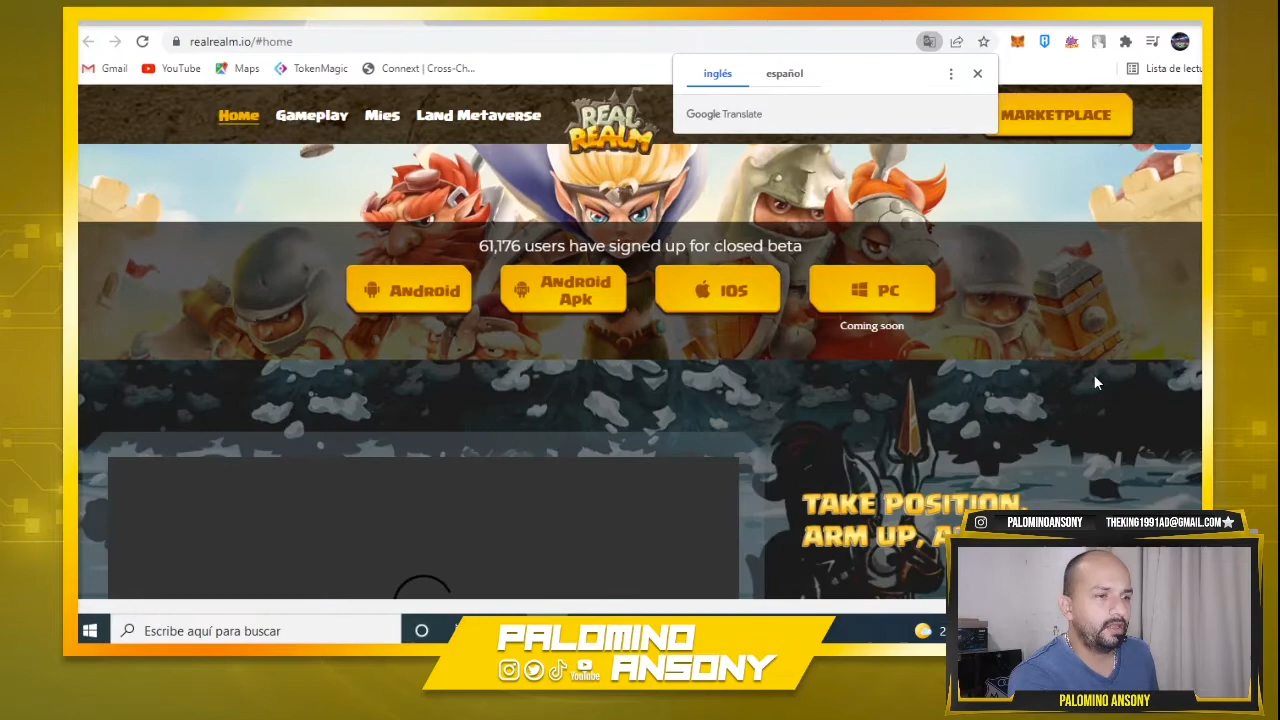 realrealm.io/#home
Gmail
YouTube
Maps
TokenMagic
Connext | Cross-Ch...
inglés
español
Google Translate
Lista de lectu
Home
Gameplay
Mies
Land Metaverse
REAL
REALM
MARKETPLACE
61,176 users have signed up for closed beta
Android
Android
Apk
IOS
PC
Coming soon
TAKE POSITION,
ARM UP, A
PALOMINOANSONY
THEKING1991AD@GMAIL.COM
Escribe aquí para buscar
2
PALOMINO
ANSONY
YouTube
PALOMINO ANSONY